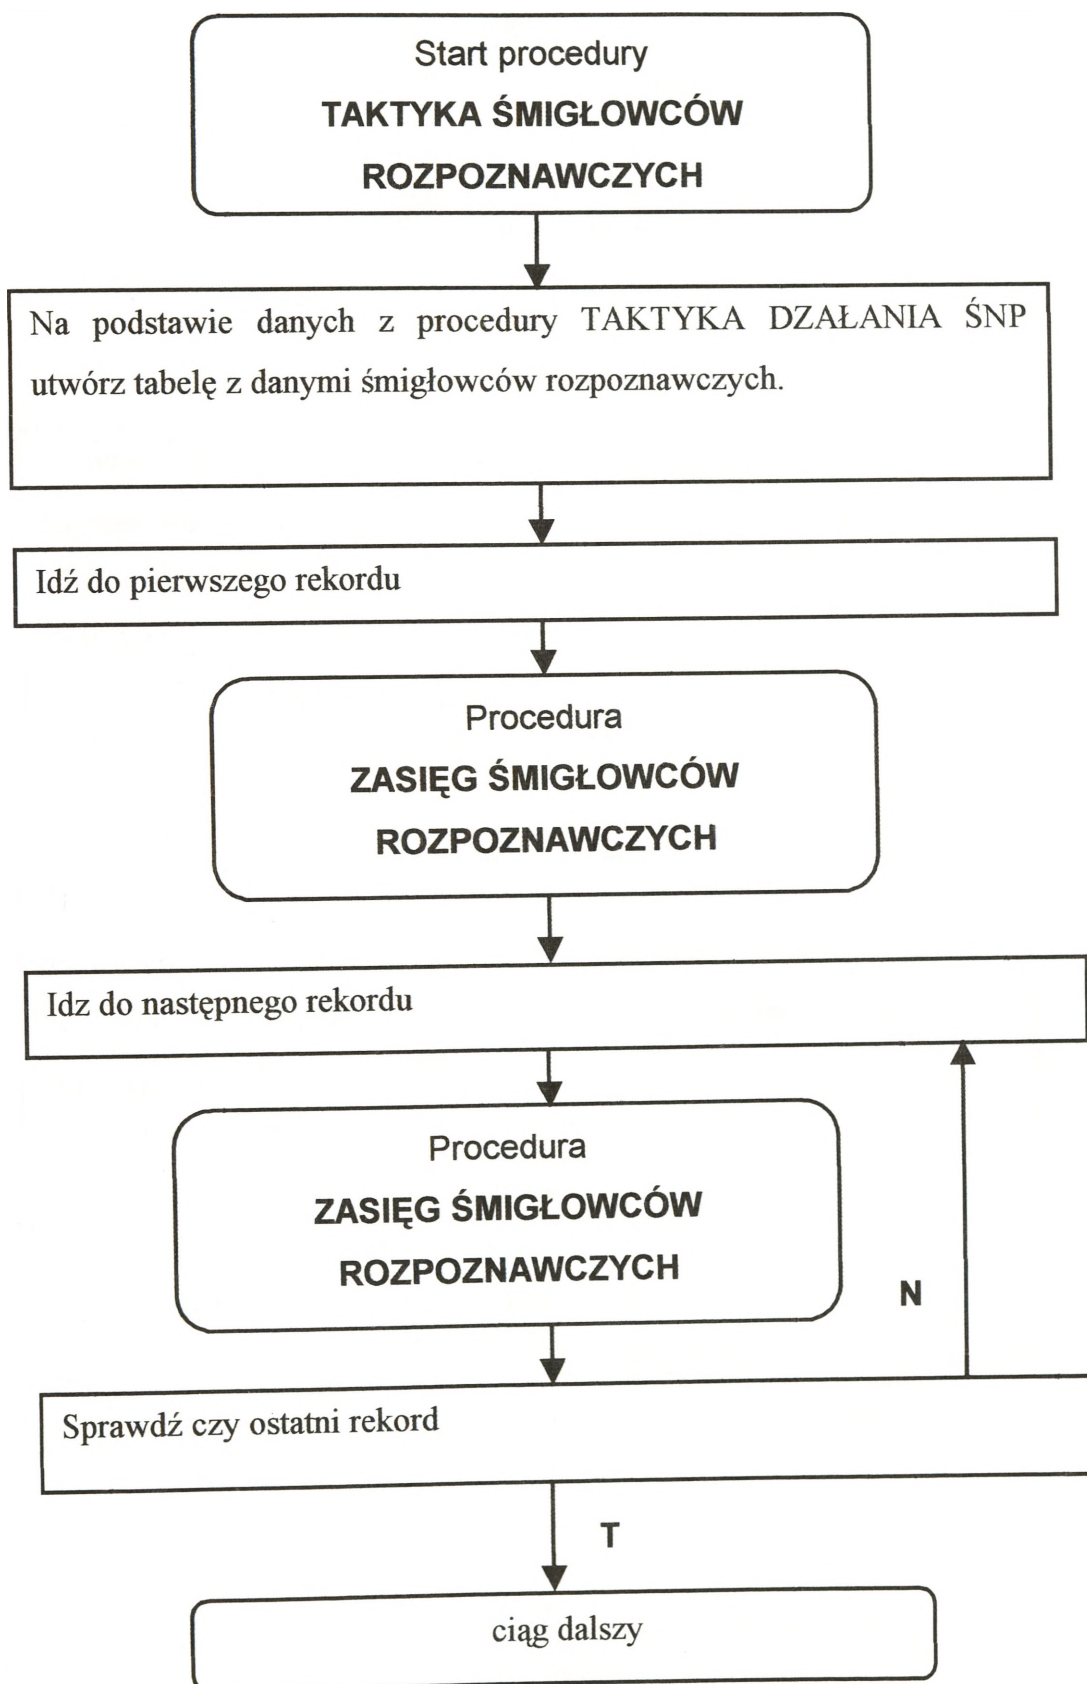 Start procedury
TAKTYKA ŚMIGŁOWCÓW
ROZPOZNAWCZYCH
Na podstawie danych z procedury TAKTYKA DZAŁANIA ŚNP
utwórz tabelę z danymi śmigłowców rozpoznawczych.
Idź do pierwszego rekordu
Procedura
ZASIĘG ŚMIGŁOWCÓW
ROZPOZNAWCZYCH
Idz do następnego rekordu
Procedura
ZASIĘG ŚMIGŁOWCÓW
ROZPOZNAWCZYCH
N
Sprawdź czy ostatni rekord
T
ciąg dalszy